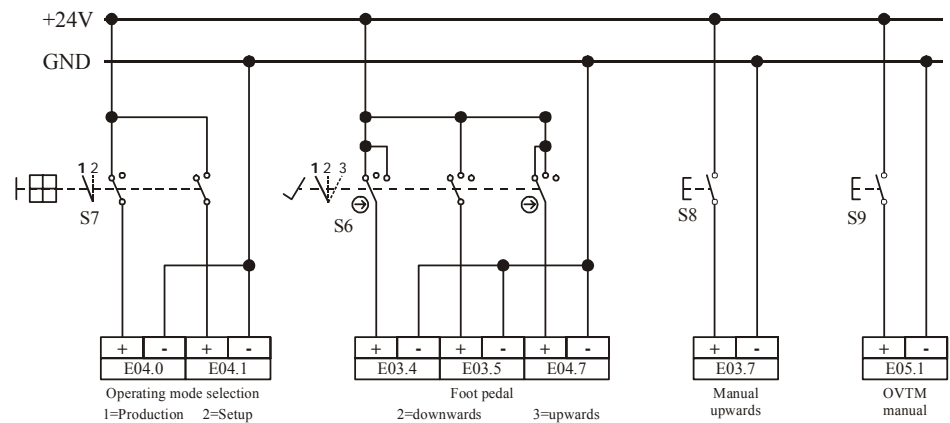 +24V
GND
1 2
S7
1 2 3
S6
S8
S9
+ - + -
E04.0 E04.1
+ - + - + -
E03.4 E03.5 E04.7
+ -
E03.7
+ -
E05.1
Operating mode selection
1=Production 2=Setup
Foot pedal
2=downwards 3=upwards
Manual
upwards
OVTM
manual